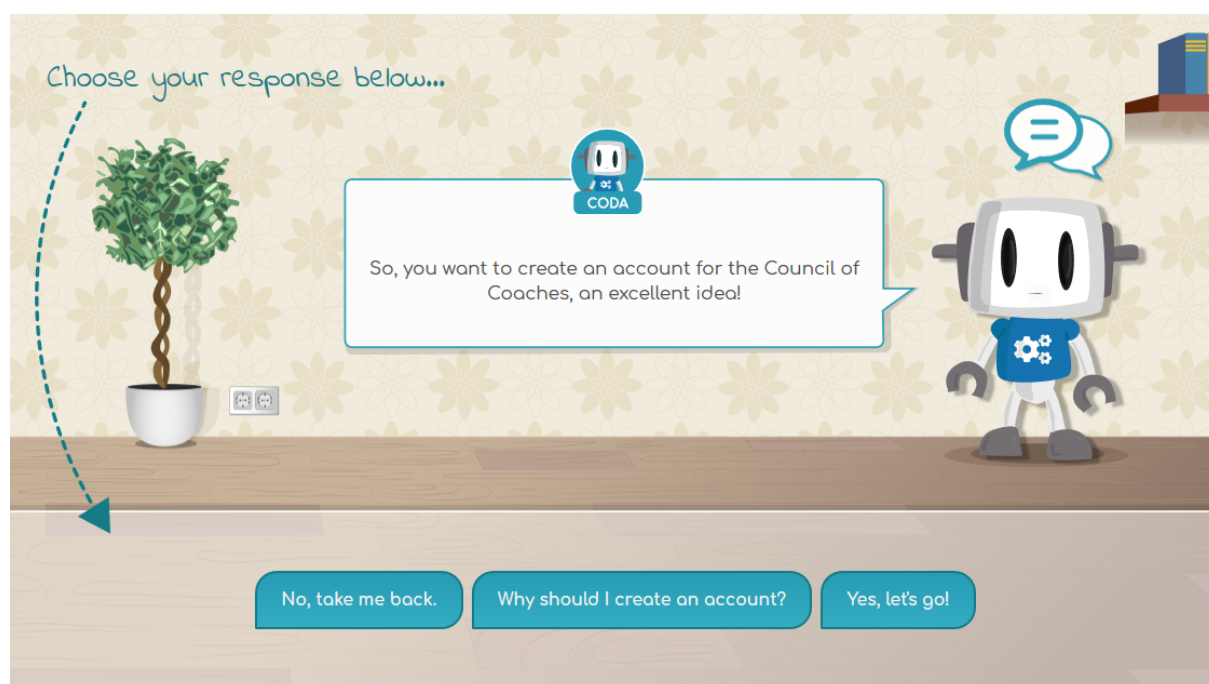 Choose your response below...
CODA
So, you want to create an account for the Council of
Coaches, an excellent idea!
No, take me back.
Why should I create an account?
Yes, let's go!